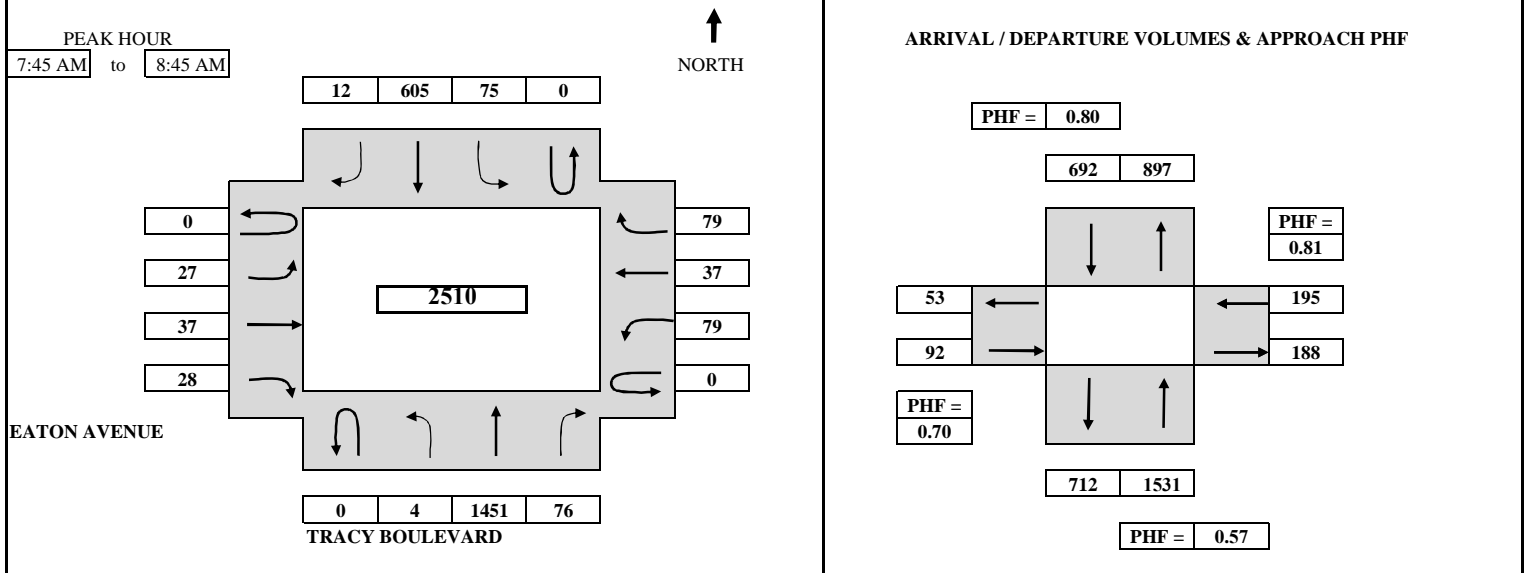 PEAK HOUR
7:45 AM to 8:45 AM
NORTH
12 605 75 0
0
27
37
28
2510
79
37
79
0
EATON AVENUE
0 4 1451 76
TRACY BOULEVARD
ARRIVAL / DEPARTURE VOLUMES & APPROACH PHF
PHF = 0.80
692 897
PHF =
0.81
53 195
92 188
PHF =
0.70
712 1531
PHF = 0.57